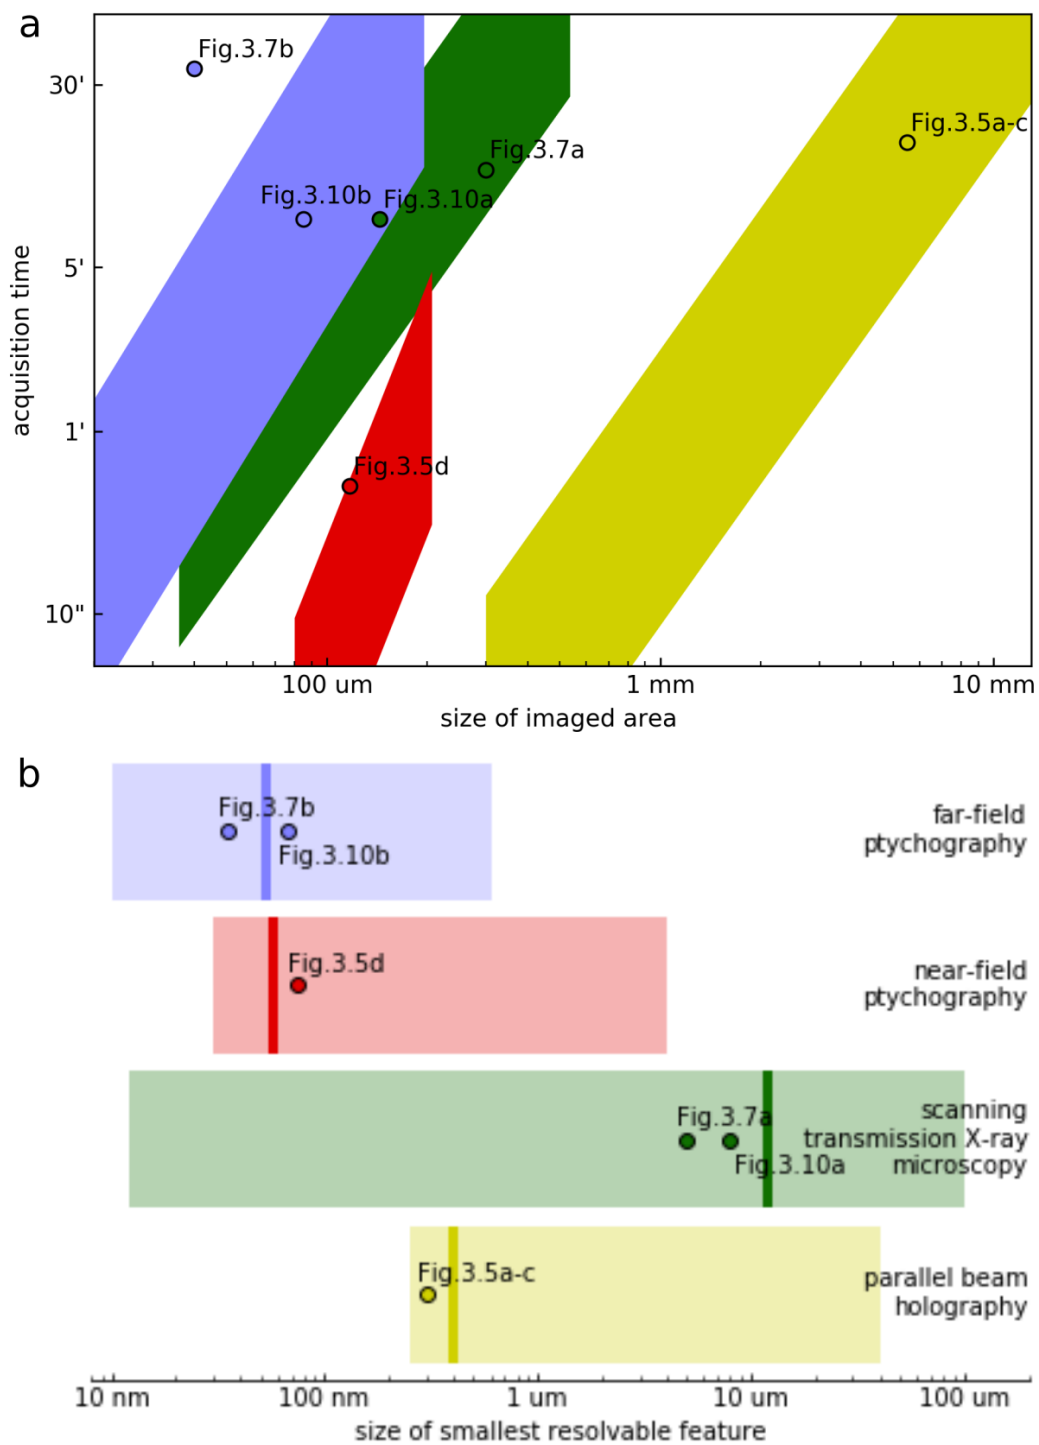 a
Fig.3.7b
30'
Fig.3.5a-c
Fig.3.7a
Fig.3.10b
Fig.3.10a
5'
acquisition time
1'
Fig.3.5d
10"
100 um
1 mm
10 mm
size of imaged area
b
Fig.3.7b
Fig.3.10b
far-field
ptychography
Fig.3.5d
near-field
ptychography
Fig.3.7a
Fig.3.10a
scanning
transmission X-ray
microscopy
Fig.3.5a-c
parallel beam
holography
10 nm
100 nm
1 um
10 um
100 um
size of smallest resolvable feature